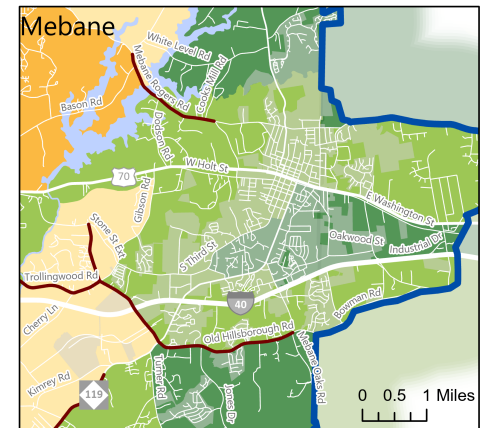 Mebane
White Level Rd
Mebane Rogers Rd
Cooks Mill Rd
Bason Rd
Dodson Rd
W Holt St
70
Gibson Rd
E Washington St
Stone St Ext
Oakwood St
Industrial Dr
S Third St
Trollingwood Rd
40
Bowman Rd
Cherry Ln
Old Hillsborough Rd
Mebane Oaks Rd
Turner Rd
Kimrey Rd
Jones Dr
119
0 0.5 1 Miles